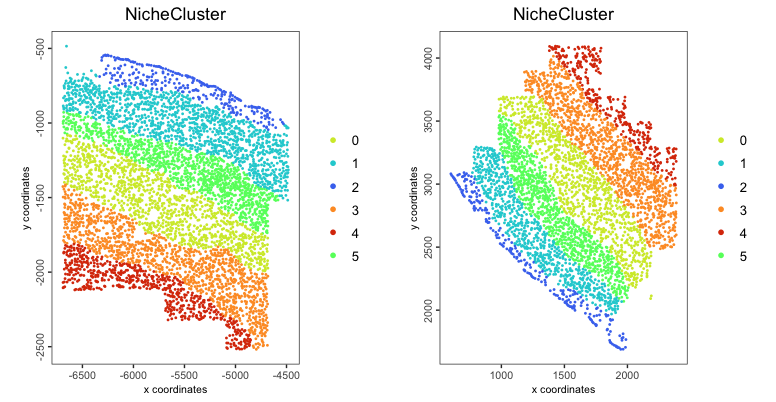 NicheCluster
y coordinates
-500
-1000
-1500
-2000
-2500
-6500 -6000 -5500 -5000 -4500
x coordinates
0
1
2
3
4
5
NicheCluster
y coordinates
4000
3500
3000
2500
2000
1000 1500 2000
x coordinates
0
1
2
3
4
5